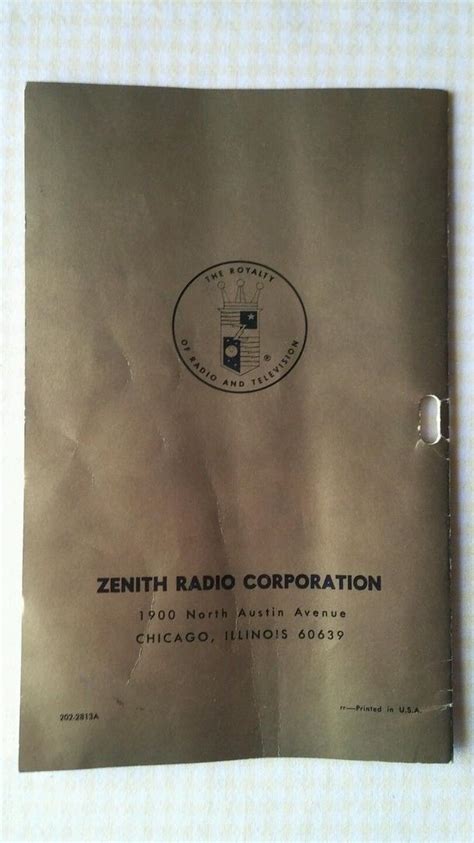 THE ROYALTY
OF RADIO AND TELEVISION
®
ZENITH RADIO CORPORATION
1900 North Austin Avenue
CHICAGO, ILLINOIS 60639
rr—Printed in U.S.A.
202-2813A